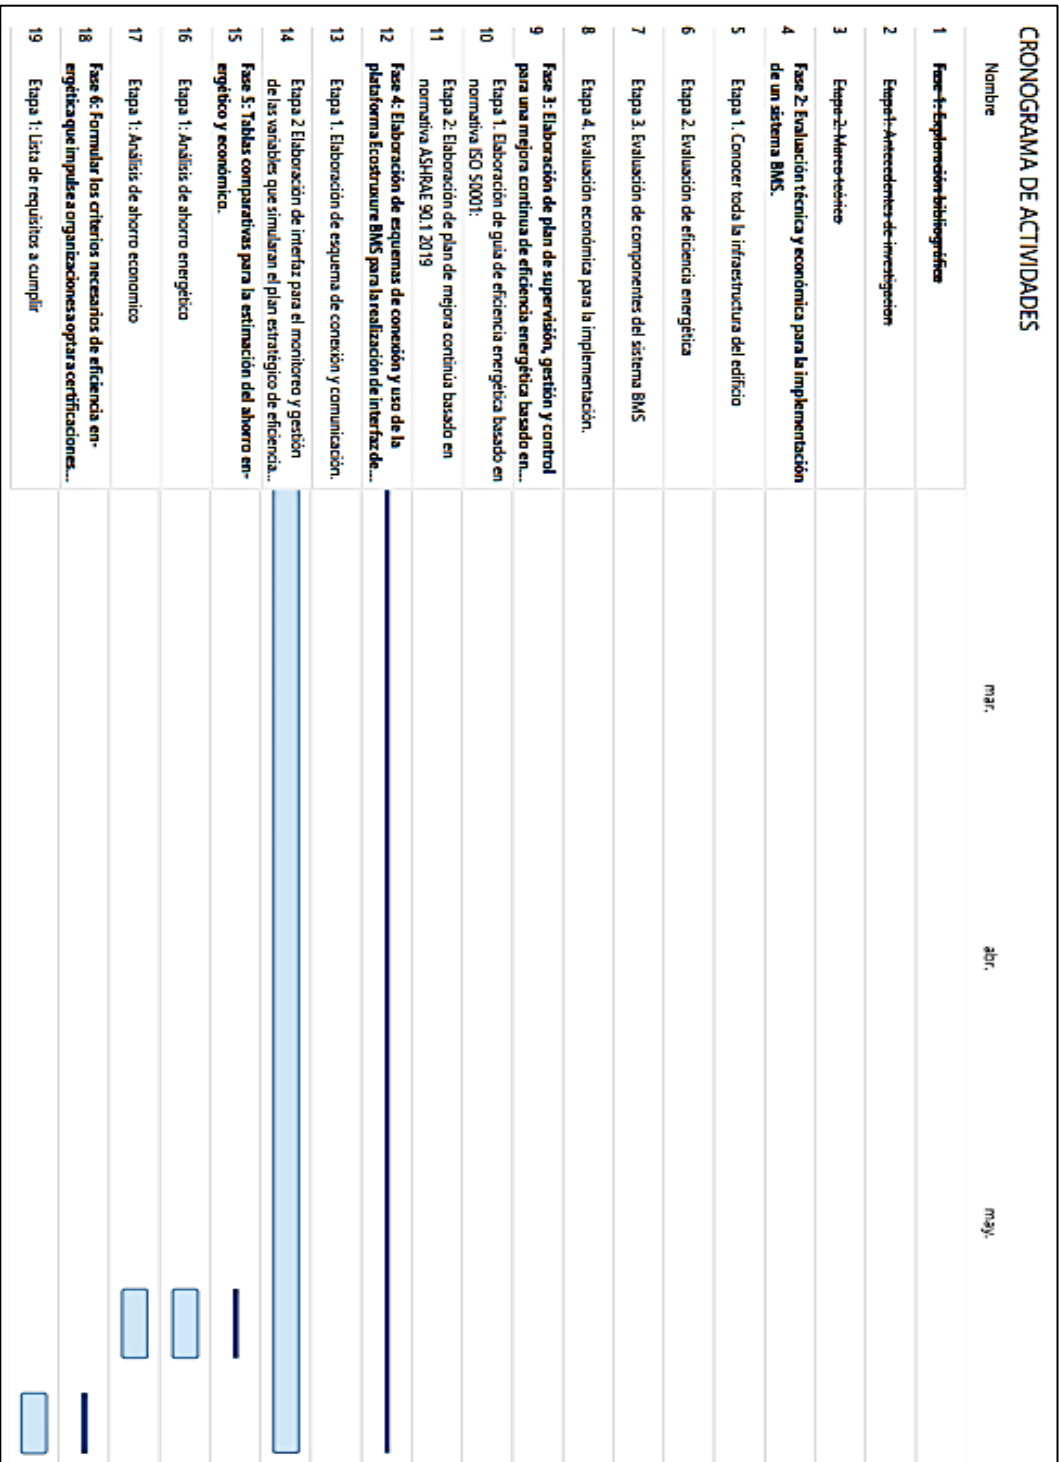 CRONOGRAMA DE ACTIVIDADES
Nombre
mar.
abr.
may.
1 Fase 1: Exploración bibliográfica
2 Etapa 1: Antecedentes de investigacion
3 Etapa 2: Marco teórico
4 Fase 2: Evaluación técnica y económica para la implementación
de un sistema BMS.
5 Etapa 1. Conocer toda la infraestructura del edificio
6 Etapa 2. Evaluación de eficiencia energética
7 Etapa 3. Evaluación de componentes del sistema BMS
8 Etapa 4. Evaluación económica para la implementación.
9 Fase 3: Elaboración de plan de supervisión, gestión y control
para una mejora continua de eficiencia energética basado en...
10 Etapa 1. Elaboración de guia de eficiencia energética basado en
normativa ISO 50001:
11 Etapa 2: Elaboración de plan de mejora continua basado en
normativa ASHRAE 90.1 2019
12 Fase 4: Elaboración de esquemas de conexión y uso de la
plataforma Ecostruxure BMS para la realización de interfaz de...
13 Etapa 1. Elaboración de esquema de conexión y comunicación.
14 Etapa 2 Elaboración de interfaz para el monitoreo y gestión
de las variables que simularan el plan estratégico de eficiencia...
15 Fase 5: Tablas comparativas para la estimación del ahorro en-
ergético y económico.
16 Etapa 1: Análisis de ahorro energético
17 Etapa 1: Análisis de ahorro economico
18 Fase 6: Formular los criterios necesarios de eficiencia en-
ergética que impulse a organizaciones a optar a certificaciones...
19 Etapa 1: Lista de requisitos a cumplir